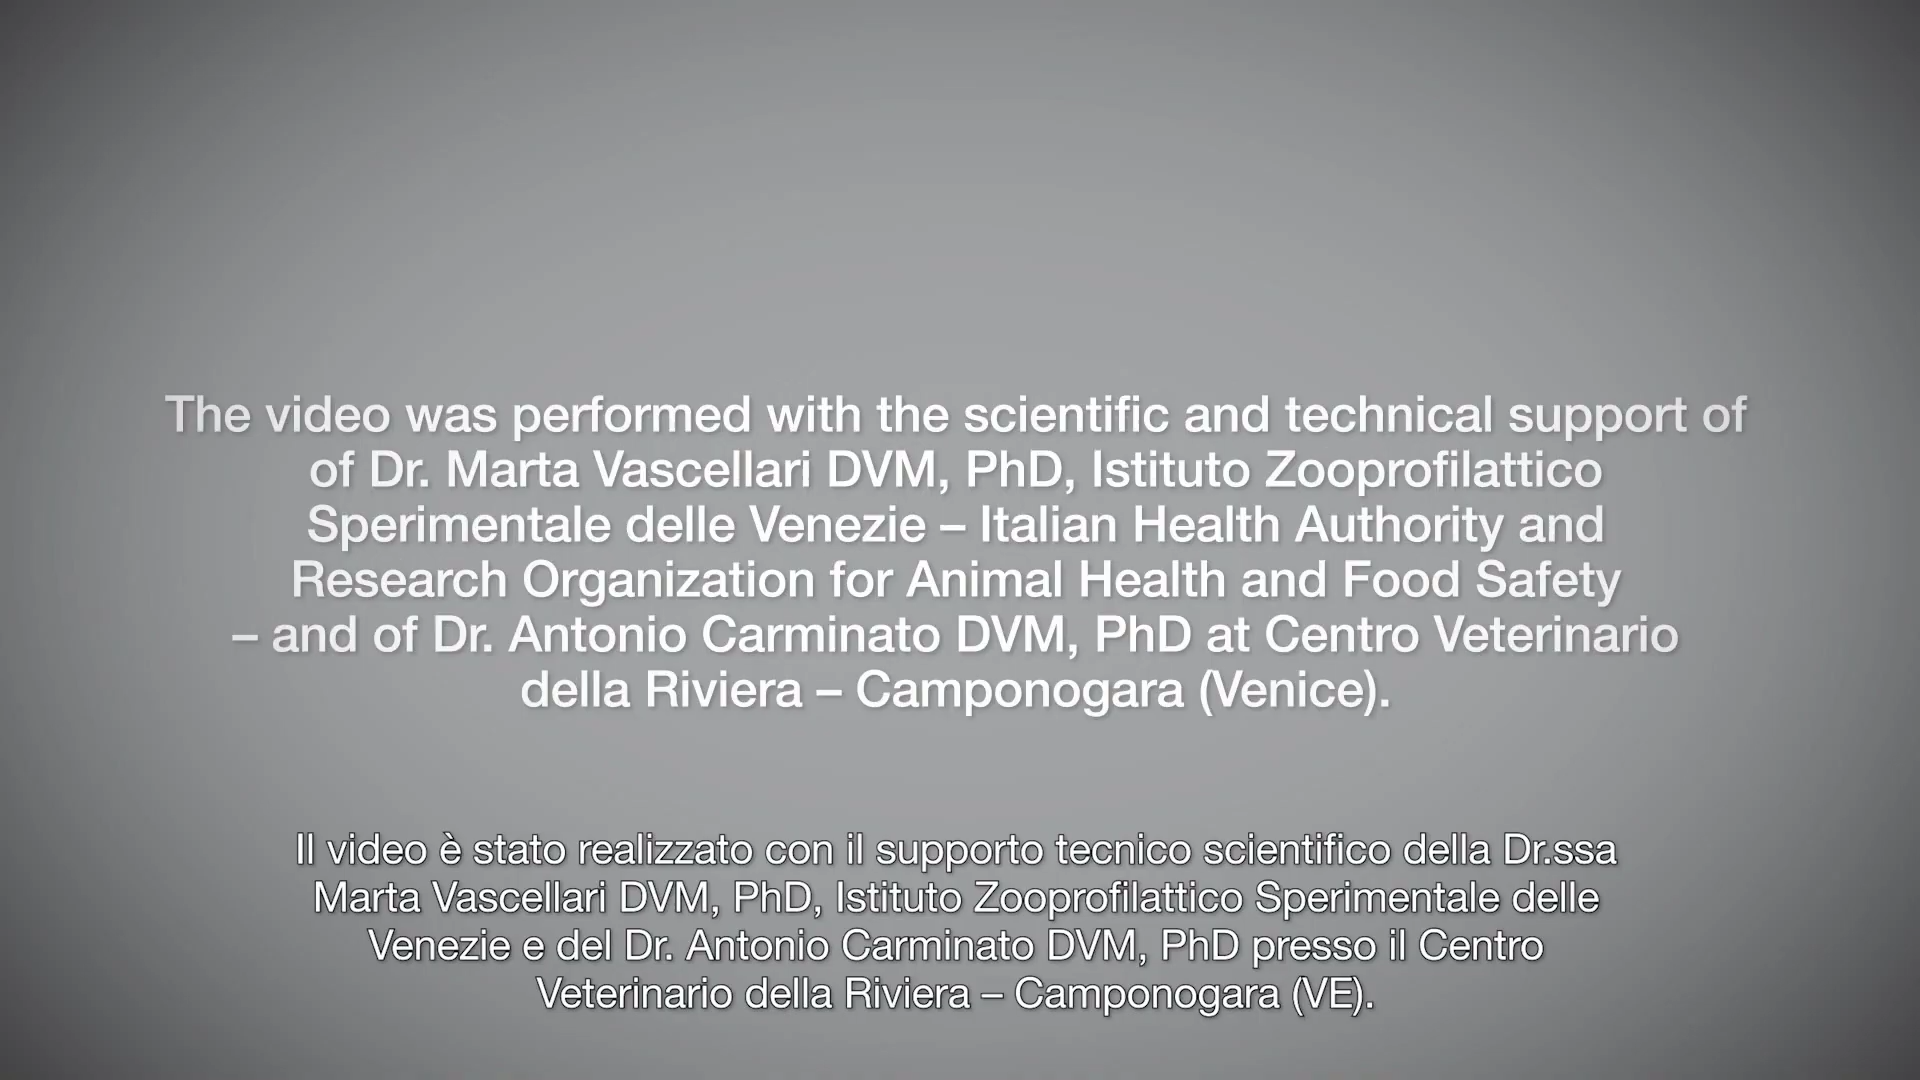 The video was performed with the scientific and technical support of
of Dr. Marta Vascellari DVM, PhD, Istituto Zooprofilattico
Sperimentale delle Venezie – Italian Health Authority and
Research Organization for Animal Health and Food Safety
– and of Dr. Antonio Carminato DVM, PhD at Centro Veterinario
della Riviera – Camponogara (Venice).
Il video è stato realizzato con il supporto tecnico scientifico della Dr.ssa
Marta Vascellari DVM, PhD, Istituto Zooprofilattico Sperimentale delle
Venezie e del Dr. Antonio Carminato DVM, PhD presso il Centro
Veterinario della Riviera – Camponogara (VE).